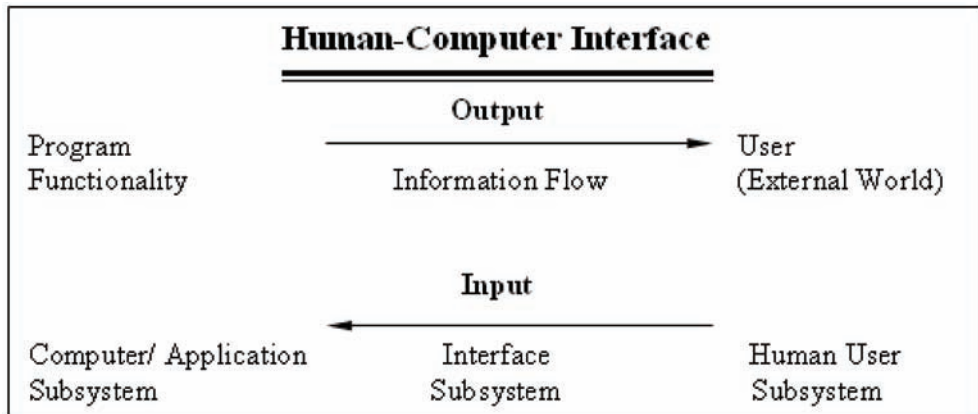 Human-Computer Interface
Output
Program
Functionality
Information Flow
User
(External World)
Input
Computer/ Application
Subsystem
Interface
Subsystem
Human User
Subsystem